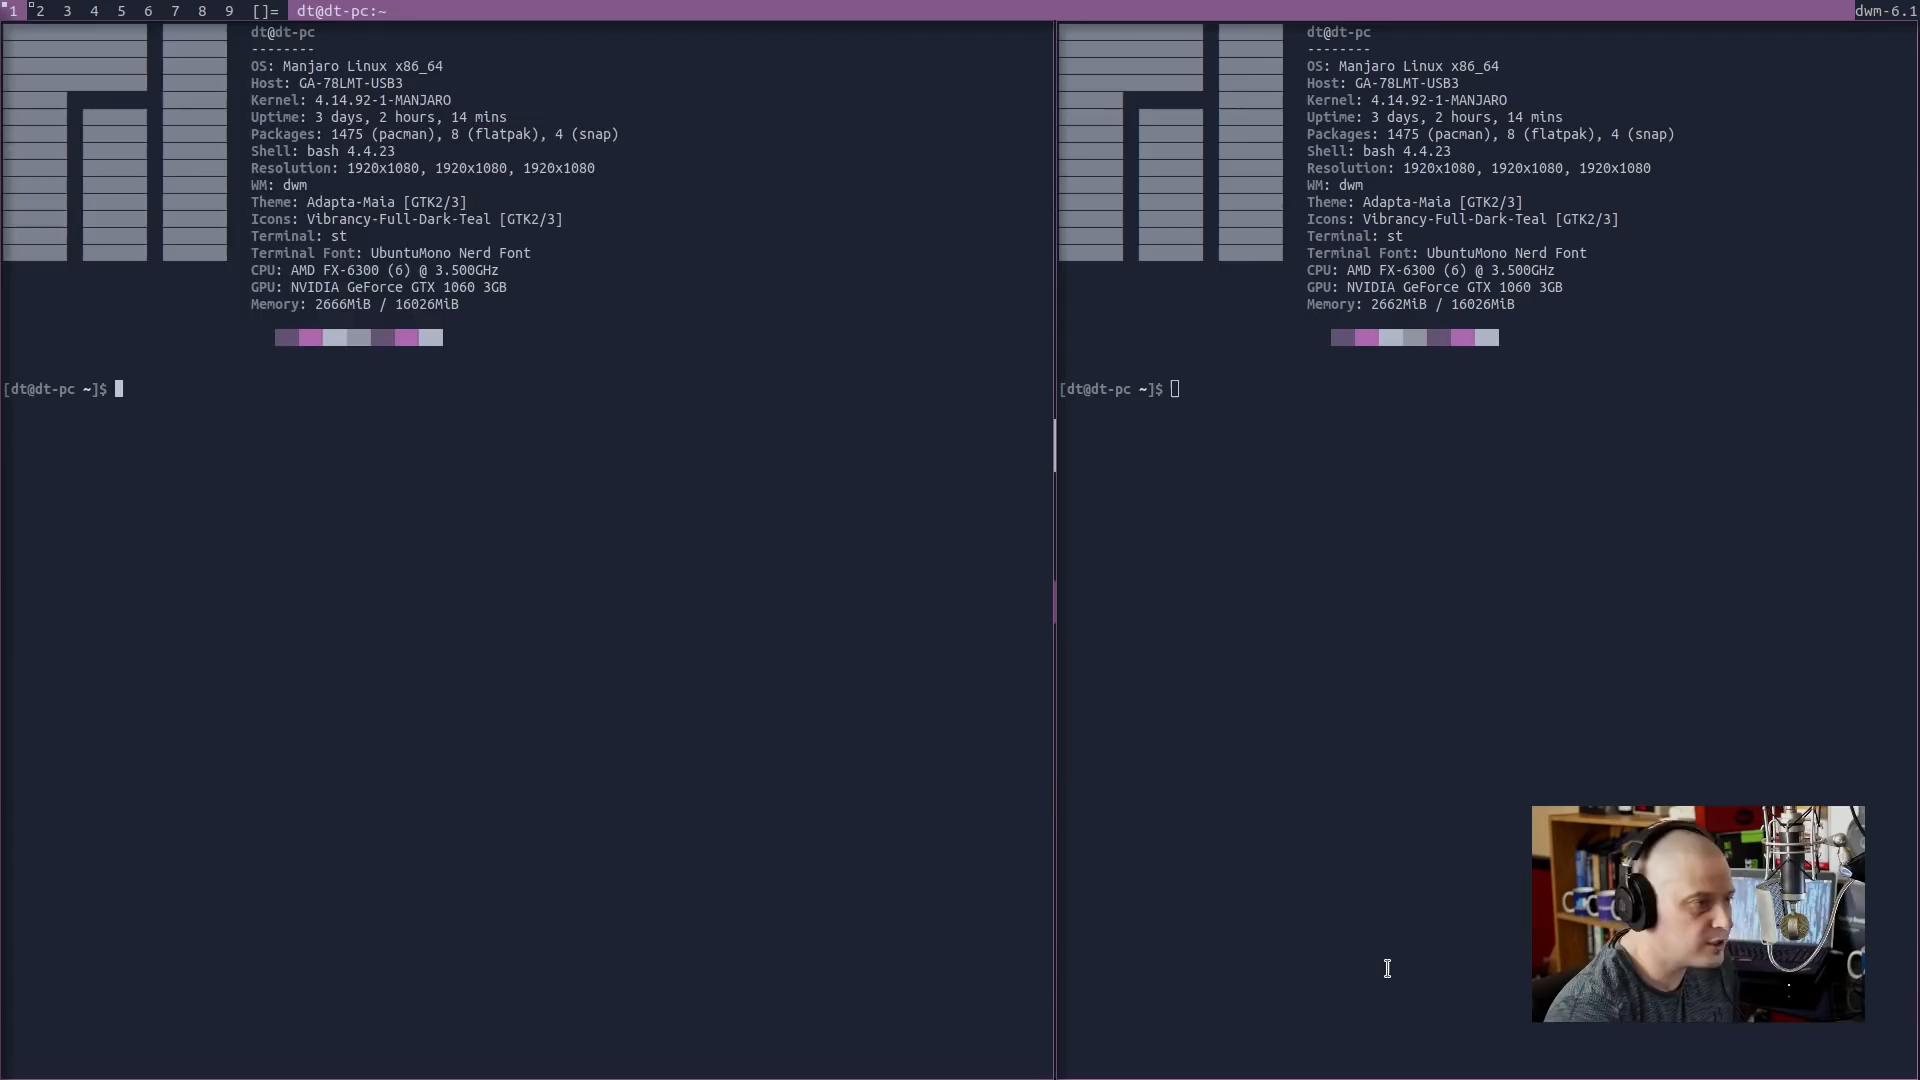 1 2 3 4 5 6 7 8 9 []= dt@dt-pc:~ dwm-6.1
dt@dt-pc
--------
OS: Manjaro Linux x86_64
Host: GA-78LMT-USB3
Kernel: 4.14.92-1-MANJARO
Uptime: 3 days, 2 hours, 14 mins
Packages: 1475 (pacman), 8 (flatpak), 4 (snap)
Shell: bash 4.4.23
Resolution: 1920x1080, 1920x1080, 1920x1080
WM: dwm
Theme: Adapta-Maia [GTK2/3]
Icons: Vibrancy-Full-Dark-Teal [GTK2/3]
Terminal: st
Terminal Font: UbuntuMono Nerd Font
CPU: AMD FX-6300 (6) @ 3.500GHz
GPU: NVIDIA GeForce GTX 1060 3GB
Memory: 2666MiB / 16026MiB
[dt@dt-pc ~]$
dt@dt-pc
--------
OS: Manjaro Linux x86_64
Host: GA-78LMT-USB3
Kernel: 4.14.92-1-MANJARO
Uptime: 3 days, 2 hours, 14 mins
Packages: 1475 (pacman), 8 (flatpak), 4 (snap)
Shell: bash 4.4.23
Resolution: 1920x1080, 1920x1080, 1920x1080
WM: dwm
Theme: Adapta-Maia [GTK2/3]
Icons: Vibrancy-Full-Dark-Teal [GTK2/3]
Terminal: st
Terminal Font: UbuntuMono Nerd Font
CPU: AMD FX-6300 (6) @ 3.500GHz
GPU: NVIDIA GeForce GTX 1060 3GB
Memory: 2662MiB / 16026MiB
[dt@dt-pc ~]$